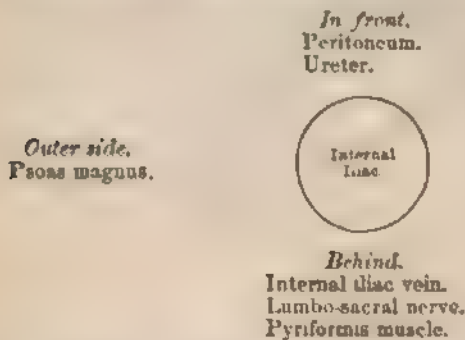 In front.
Peritoneum.
Ureter.
Outer side.
Psoas magnus.
Internal
Iliac
Behind.
Internal iliac vein.
Lumbo-sacral nerve.
Pyriformis muscle.